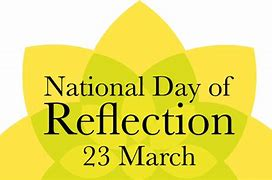 National Day of
Reflection
23 March